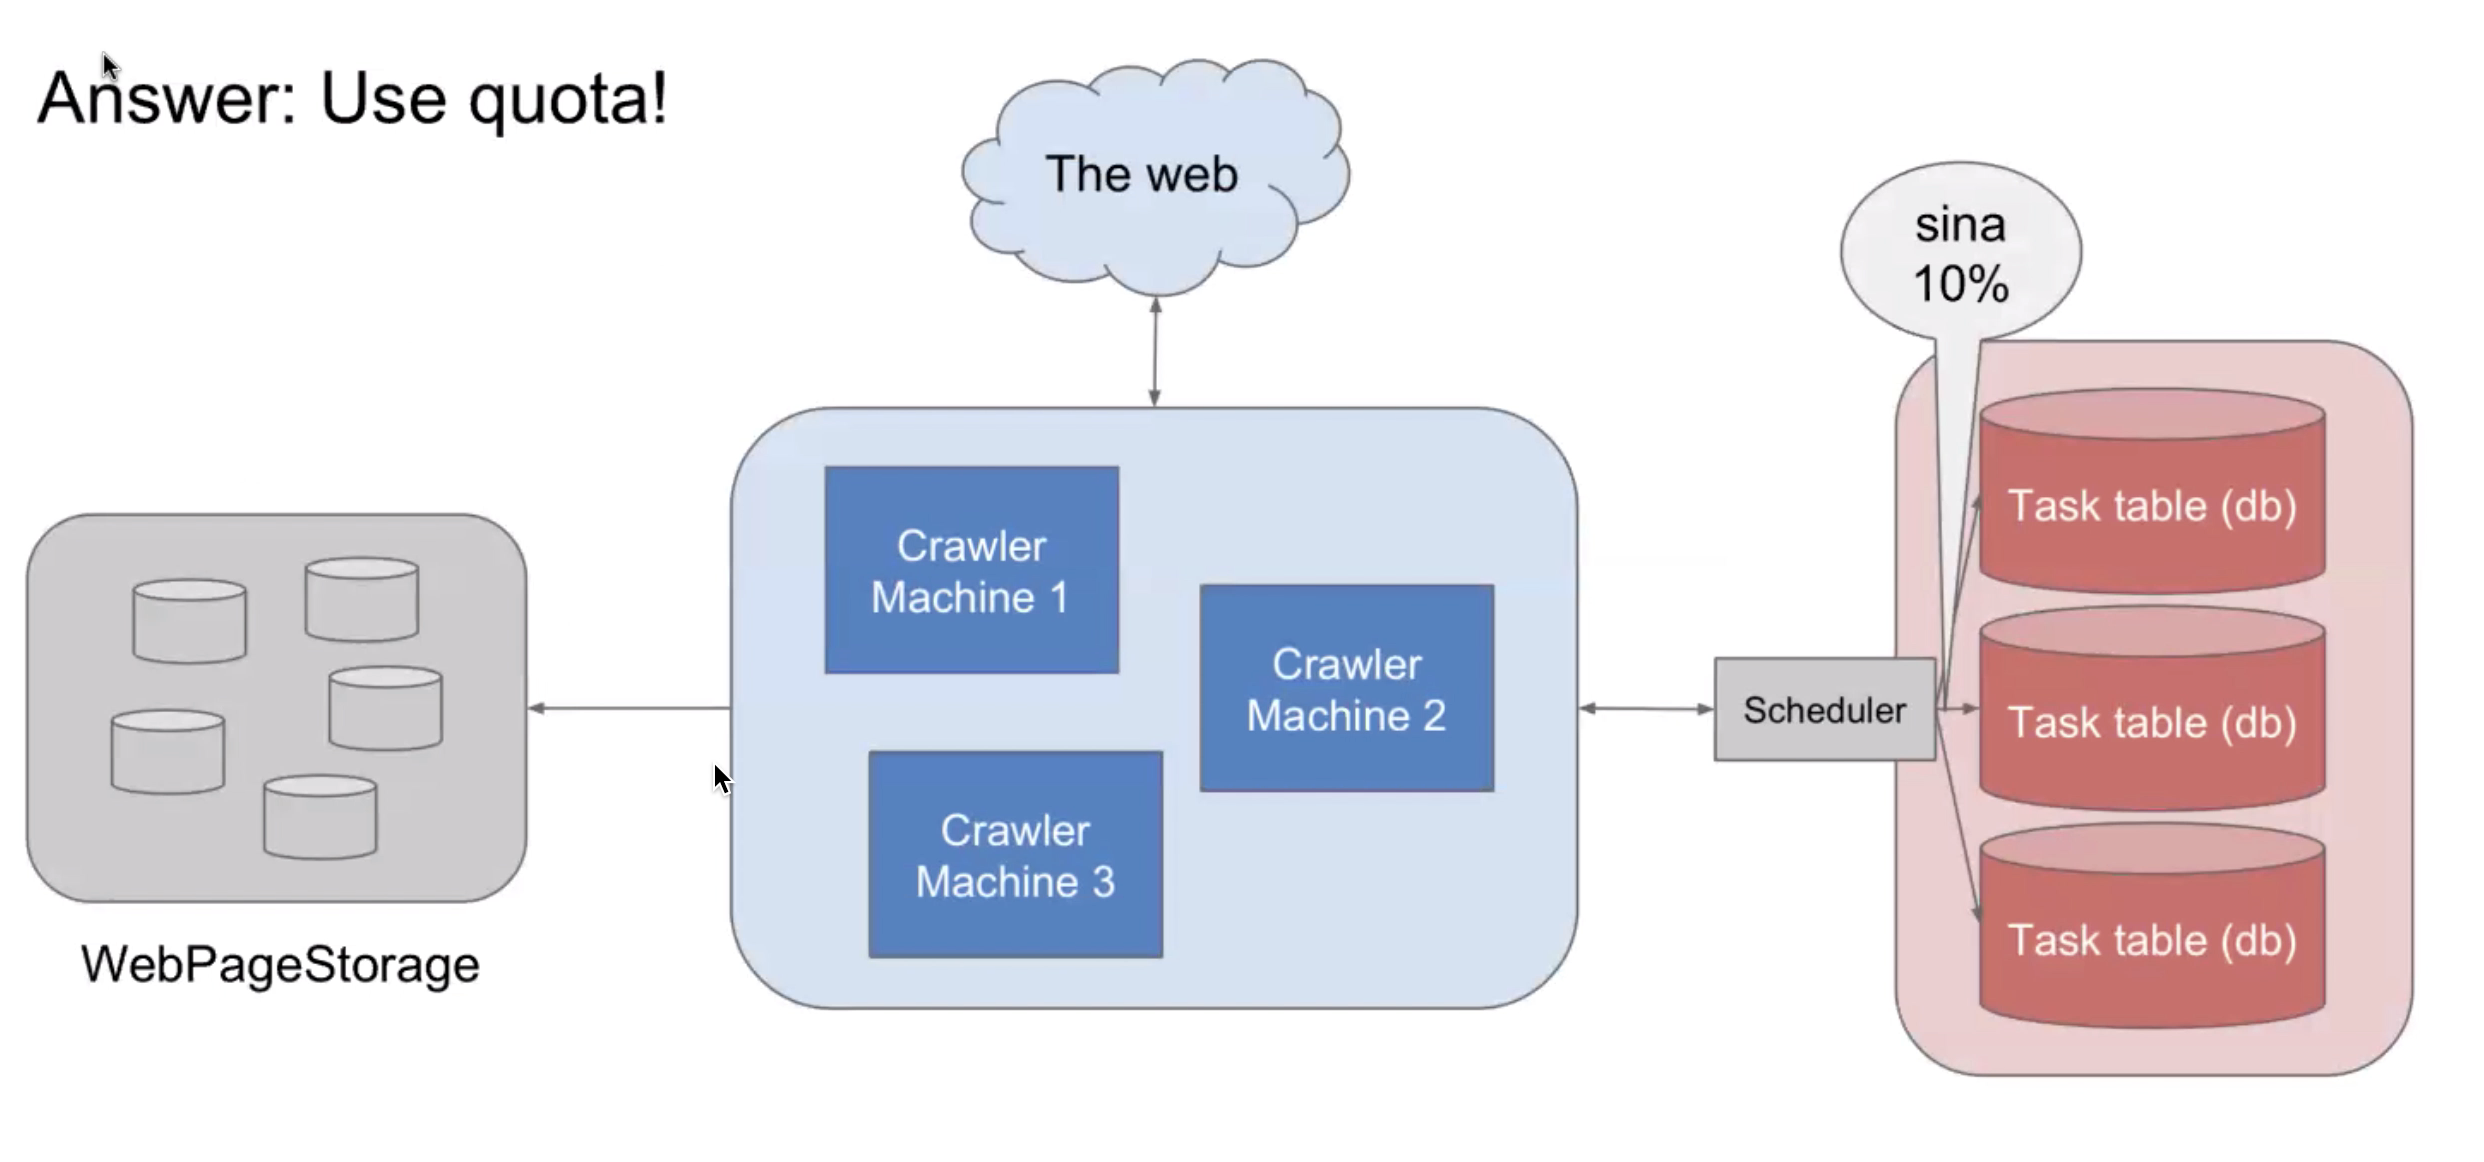 Answer: Use quota!
The web
sina
10%
Crawler
Machine 1
Crawler
Machine 2
Crawler
Machine 3
Scheduler
Task table (db)
Task table (db)
Task table (db)
WebPageStorage